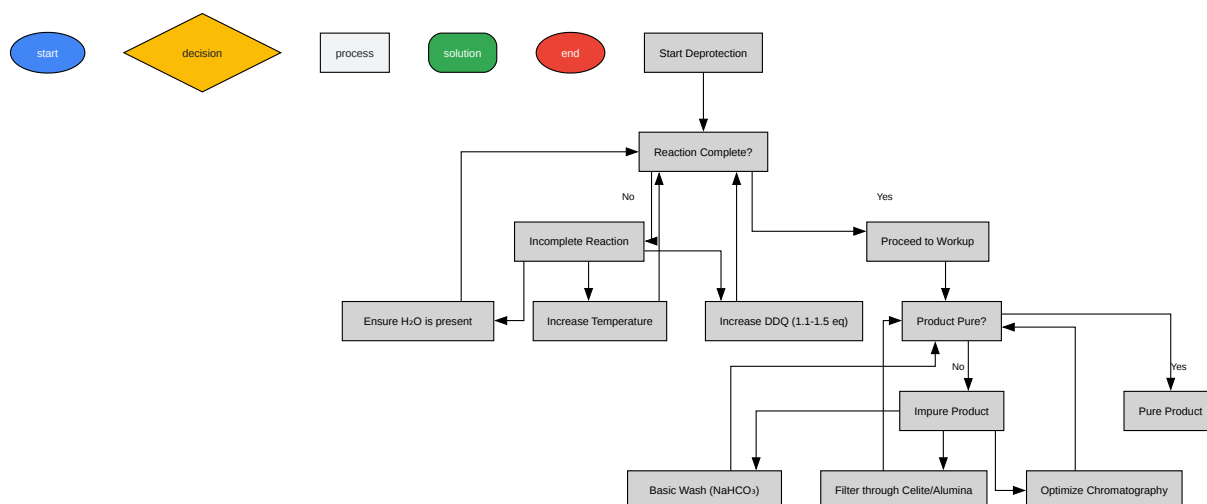 start
decision
process
solution
end
Start Deprotection
Reaction Complete?
No
Yes
Incomplete Reaction
Proceed to Workup
Ensure H₂O is present
Increase Temperature
Increase DDQ (1.1-1.5 eq)
Product Pure?
No
Yes
Impure Product
Pure Product
Basic Wash (NaHCO₃)
Filter through Celite/Alumina
Optimize Chromatography